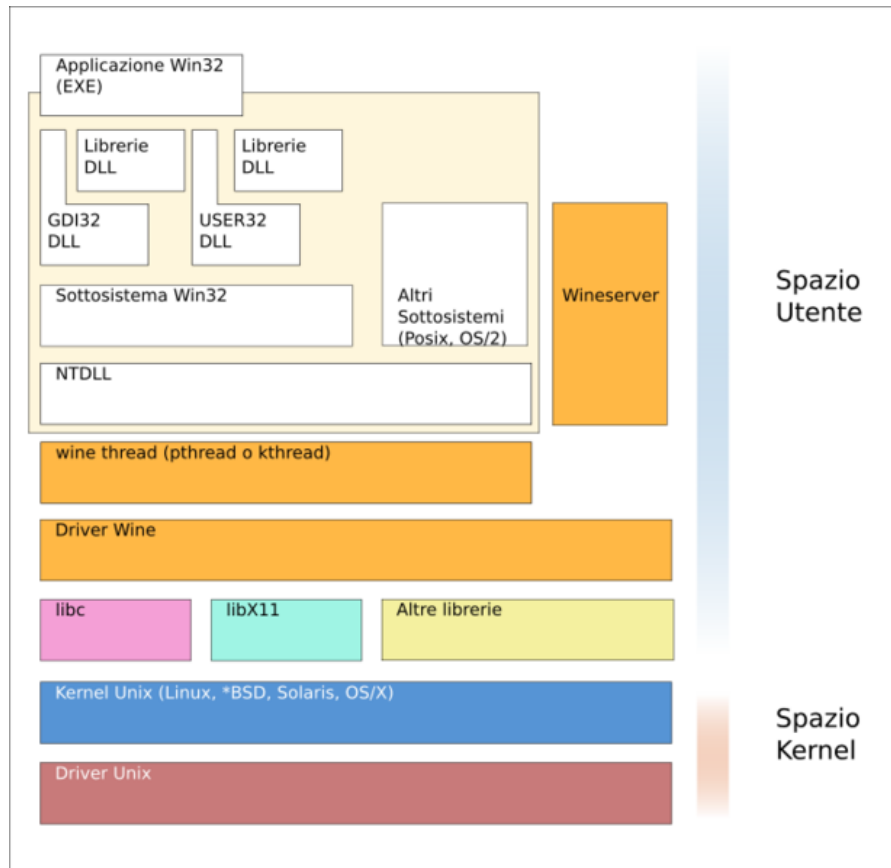 Applicazione Win32
(EXE)
Librerie
DLL
Librerie
DLL
GDI32
DLL
USER32
DLL
Sottosistema Win32
Altri
Sottosistemi
(Posix, OS/2)
Wineserver
NTDLL
wine thread (pthread o kthread)
Driver Wine
libc
libX11
Altre librerie
Kernel Unix (Linux, *BSD, Solaris, OS/X)
Driver Unix
Spazio
Utente
Spazio
Kernel